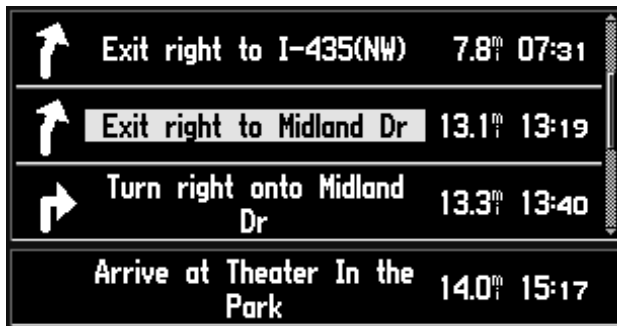 Exit right to I-435(NW) 7.8mi 07:31
Exit right to Midland Dr 13.1mi 13:19
Turn right onto Midland
Dr 13.3mi 13:40
Arrive at Theater In the
Park 14.0mi 15:17